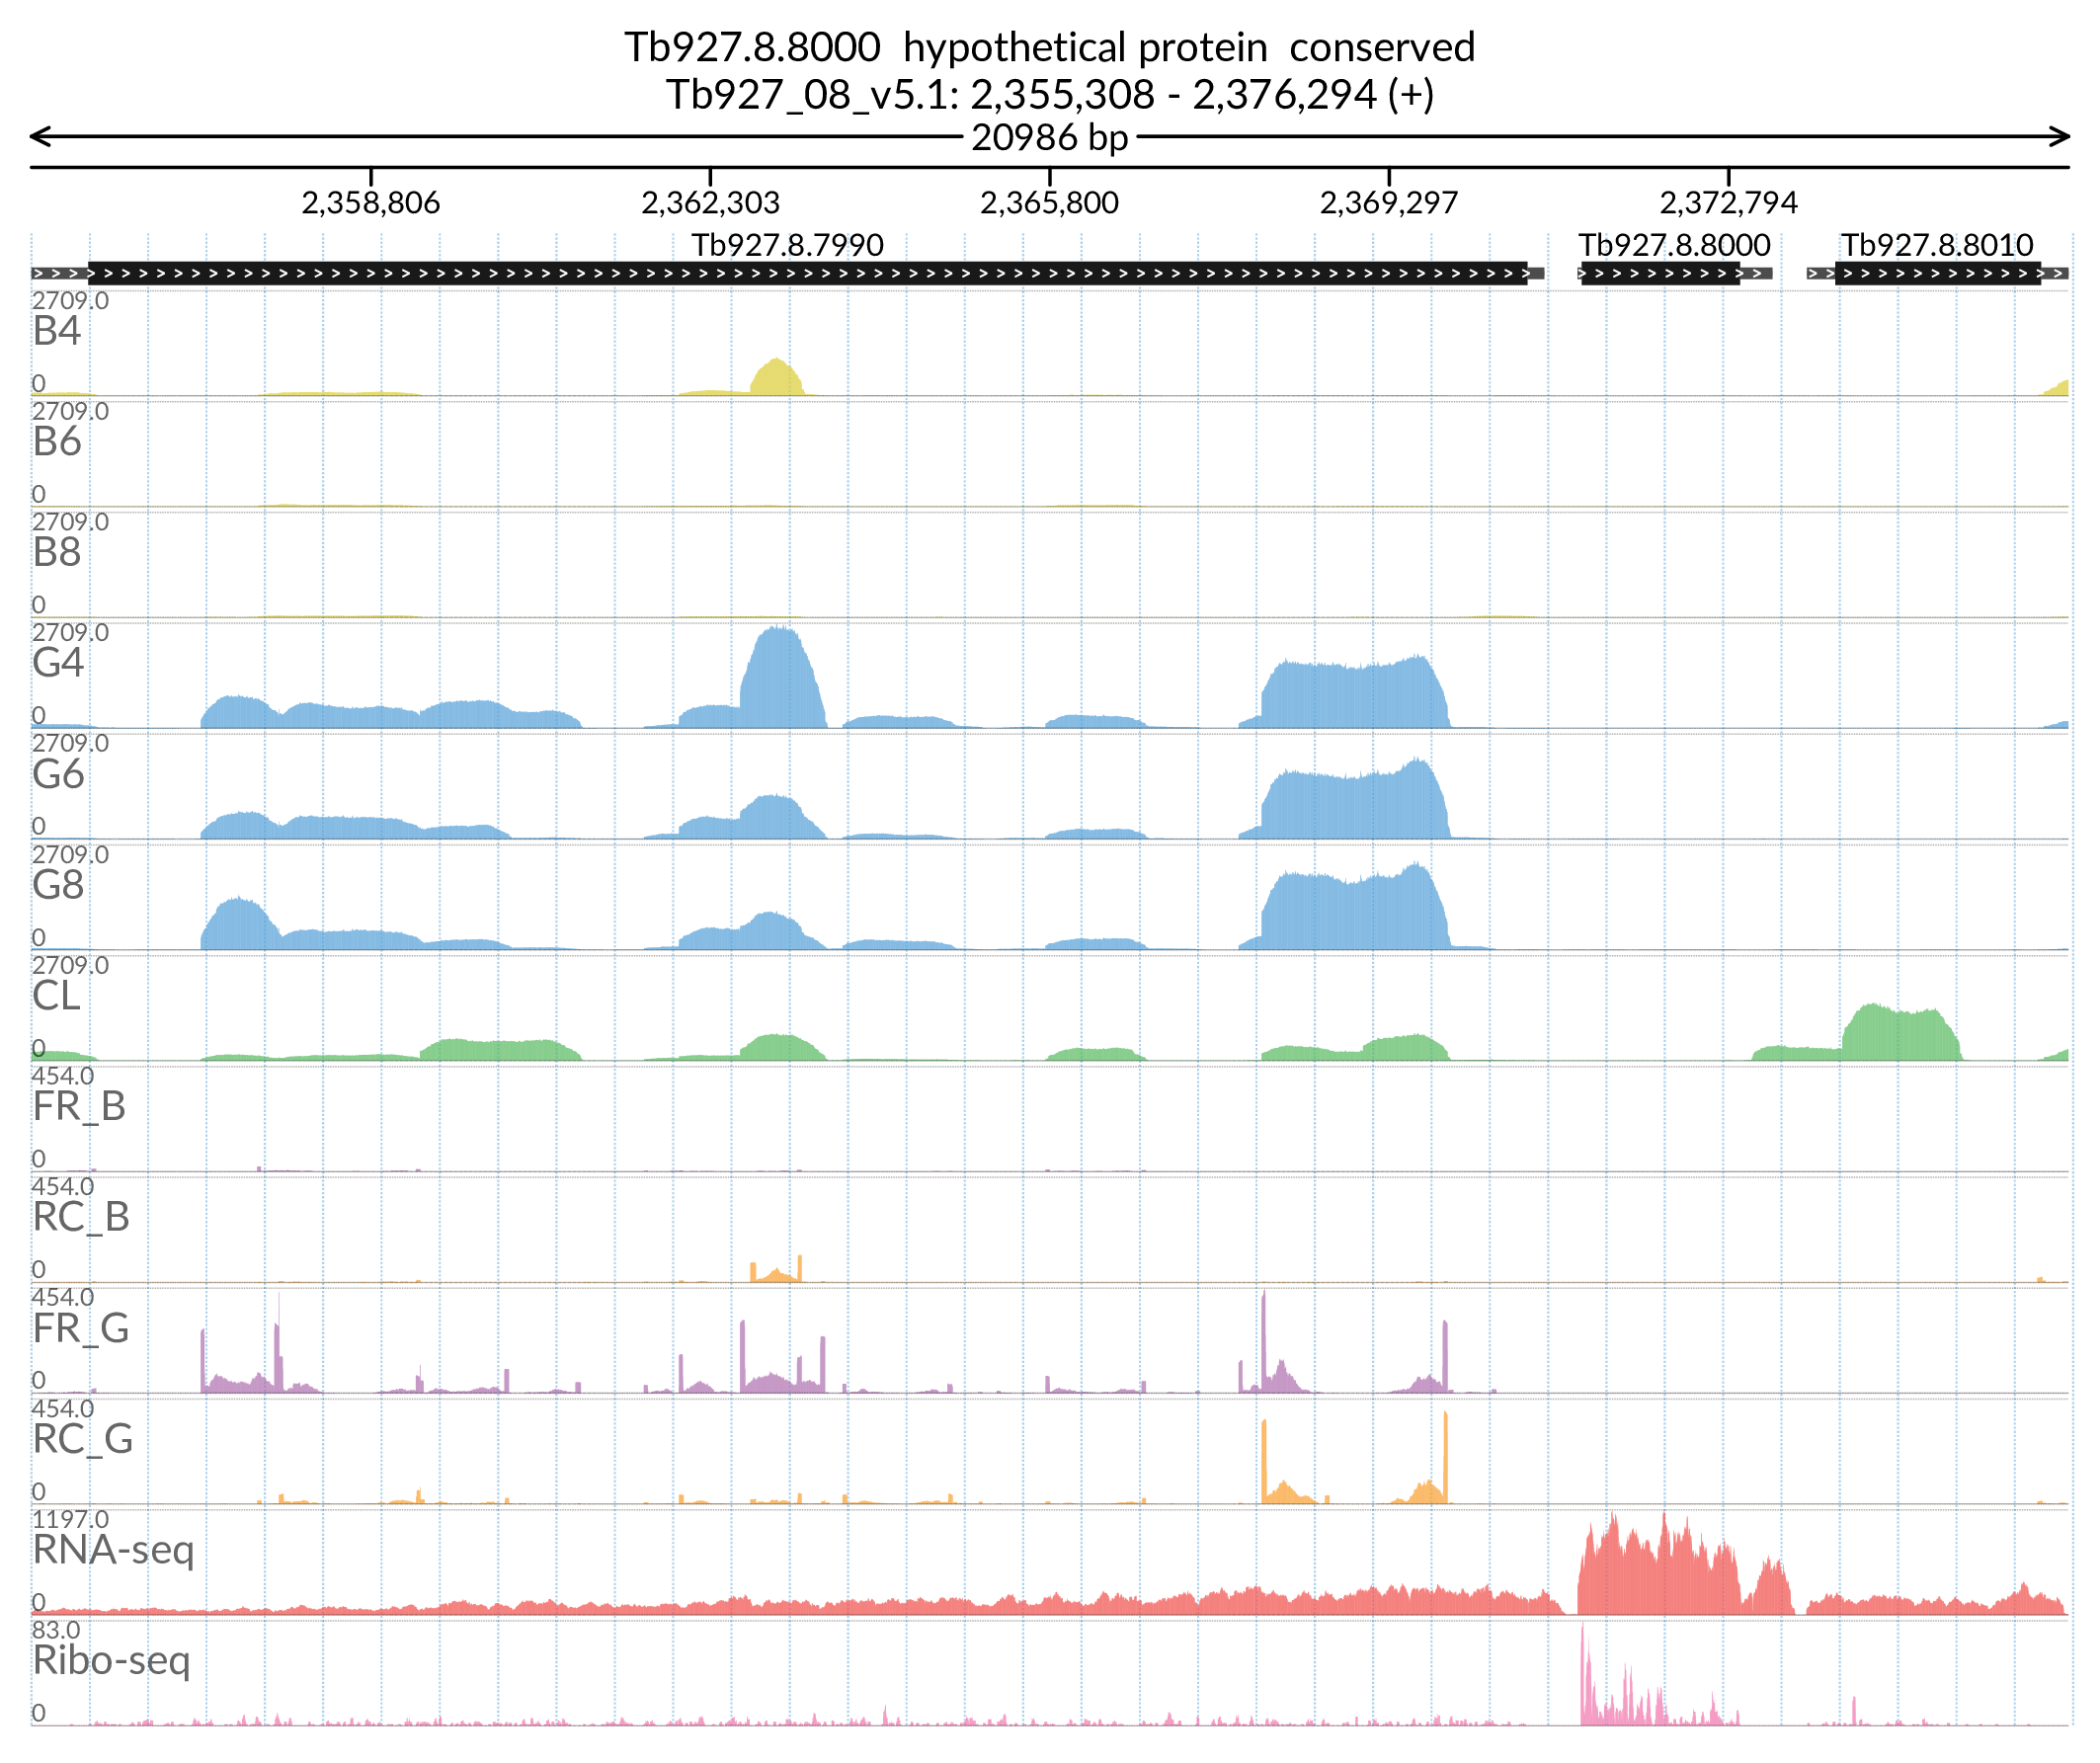 Tb927.8.8000 hypothetical protein conserved
Tb927_08_v5.1: 2,355,308 - 2,376,294 (+)
20986 bp
2,358,806 2,362,303 2,365,800 2,369,297 2,372,794
Tb927.8.7990 Tb927.8.8000 Tb927.8.8010
2709.0
B4
0
2709.0
B6
0
2709.0
B8
0
2709.0
G4
0
2709.0
G6
0
2709.0
G8
0
2709.0
CL
0
454.0
FR_B
0
454.0
RC_B
0
454.0
FR_G
0
454.0
RC_G
0
1197.0
RNA-seq
0
83.0
Ribo-seq
0